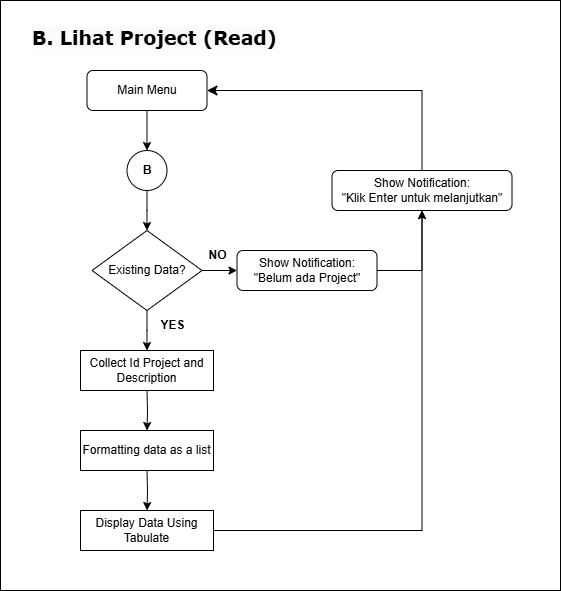 B. Lihat Project (Read)
Main Menu
B
Existing Data?
NO
Show Notification:
"Belum ada Project"
Show Notification:
"Klik Enter untuk melanjutkan"
YES
Collect Id Project and
Description
Formatting data as a list
Display Data Using
Tabulate